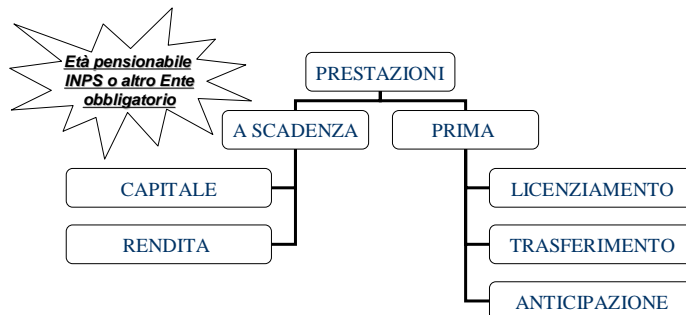 Età pensionabile
INPS o altro Ente
obbligatorio
PRESTAZIONI
A SCADENZA
PRIMA
CAPITALE
RENDITA
LICENZIAMENTO
TRASFERIMENTO
ANTICIPAZIONE